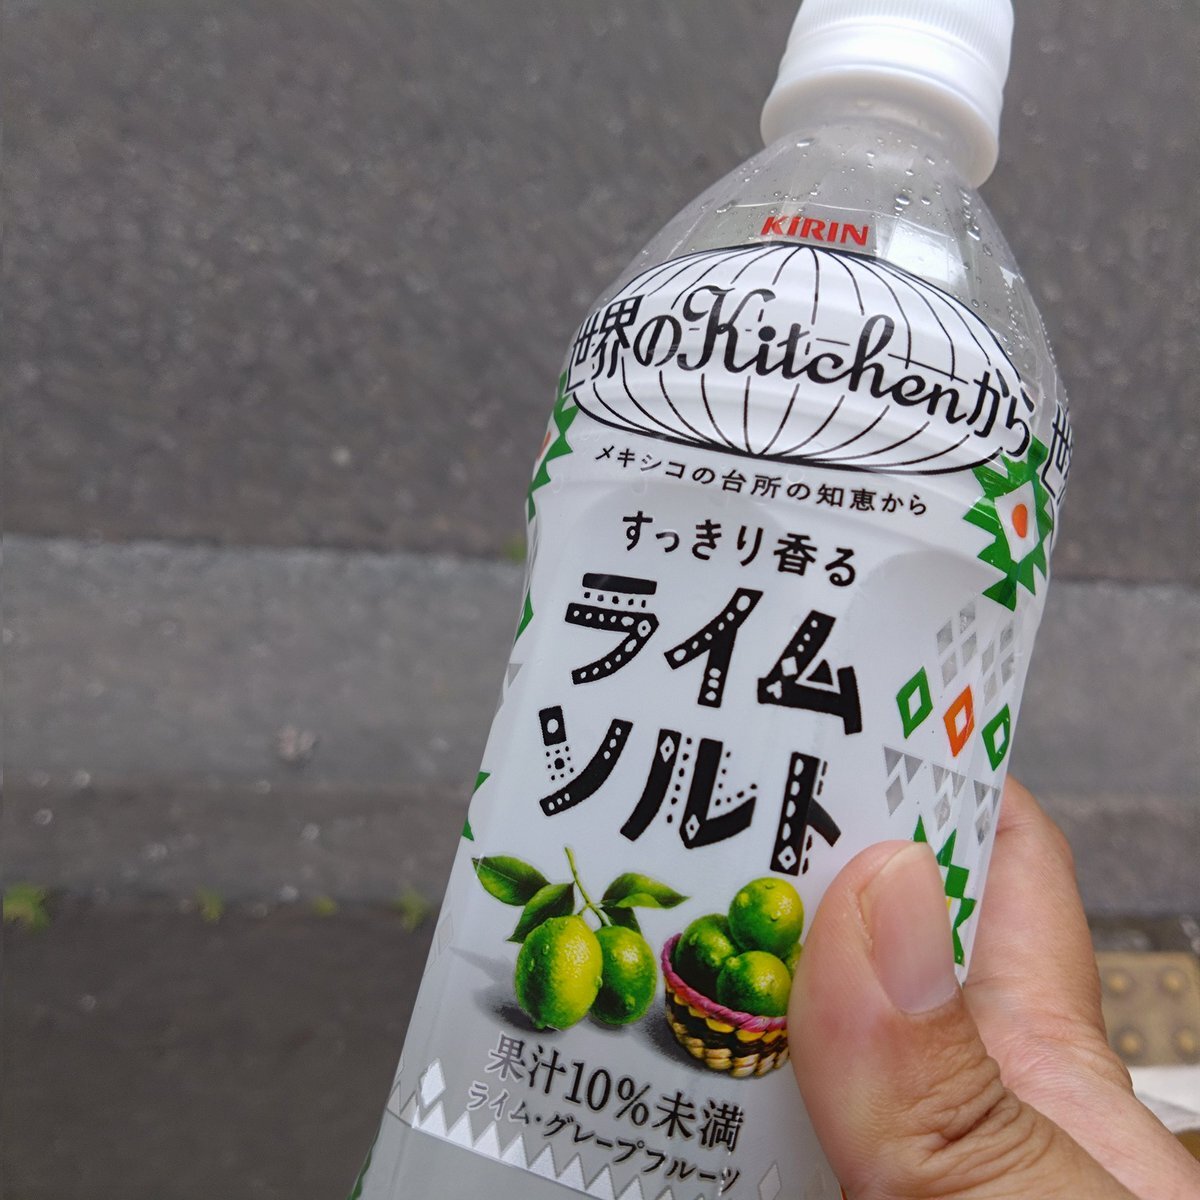 KIRIN
世界のKitchenから
メキシコの台所の知恵から
すっきり香る
ライム
ソルト
果汁10%未満
ライム・グレープフルーツ